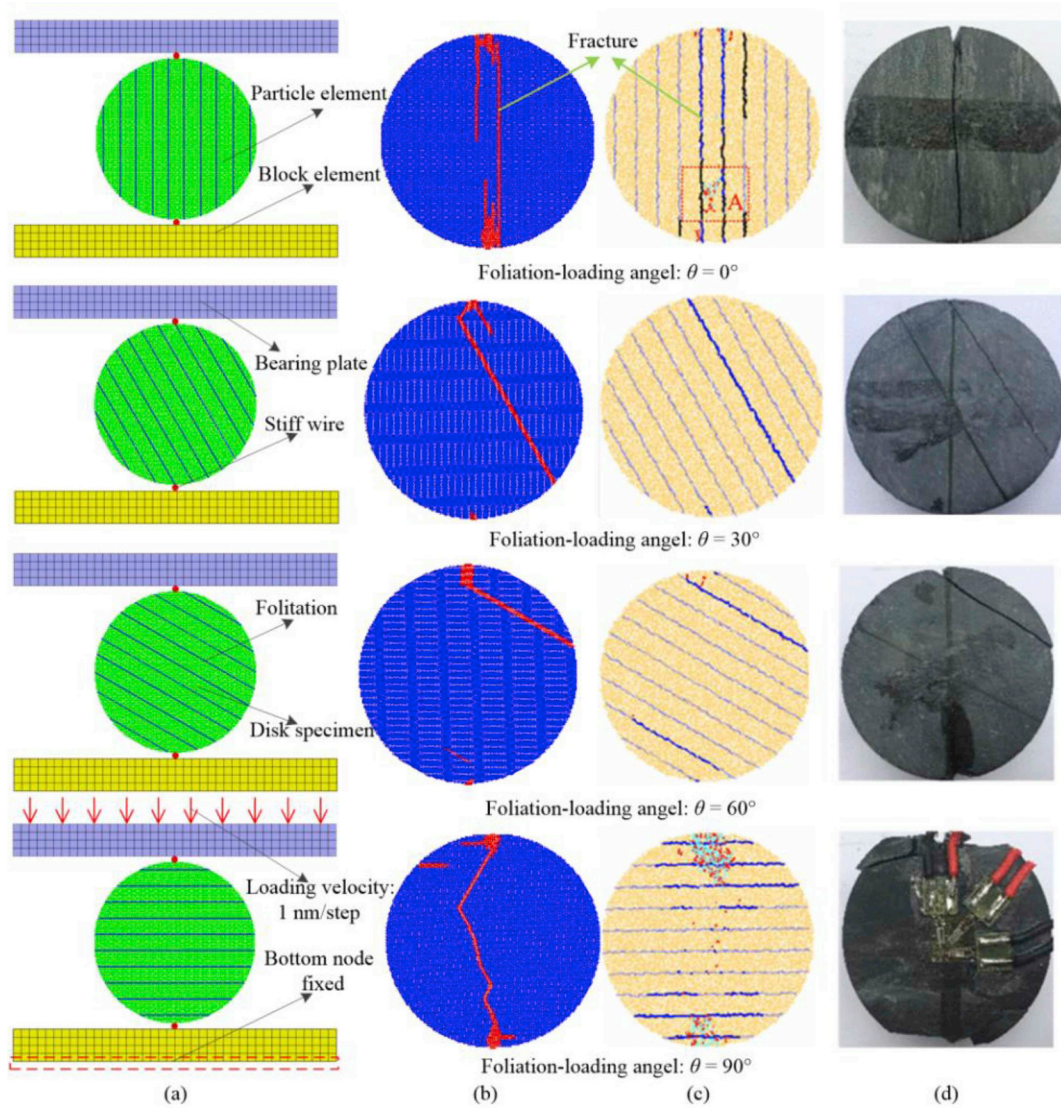 Fracture
Particle element
Block element
A
Foliation-loading angel: θ = 0°
Bearing plate
Stiff wire
Foliation-loading angel: θ = 30°
Folitation
Disk specimen
Foliation-loading angel: θ = 60°
Loading velocity:
1 nm/step
Bottom node
fixed
Foliation-loading angel: θ = 90°
(a)
(b)
(c)
(d)